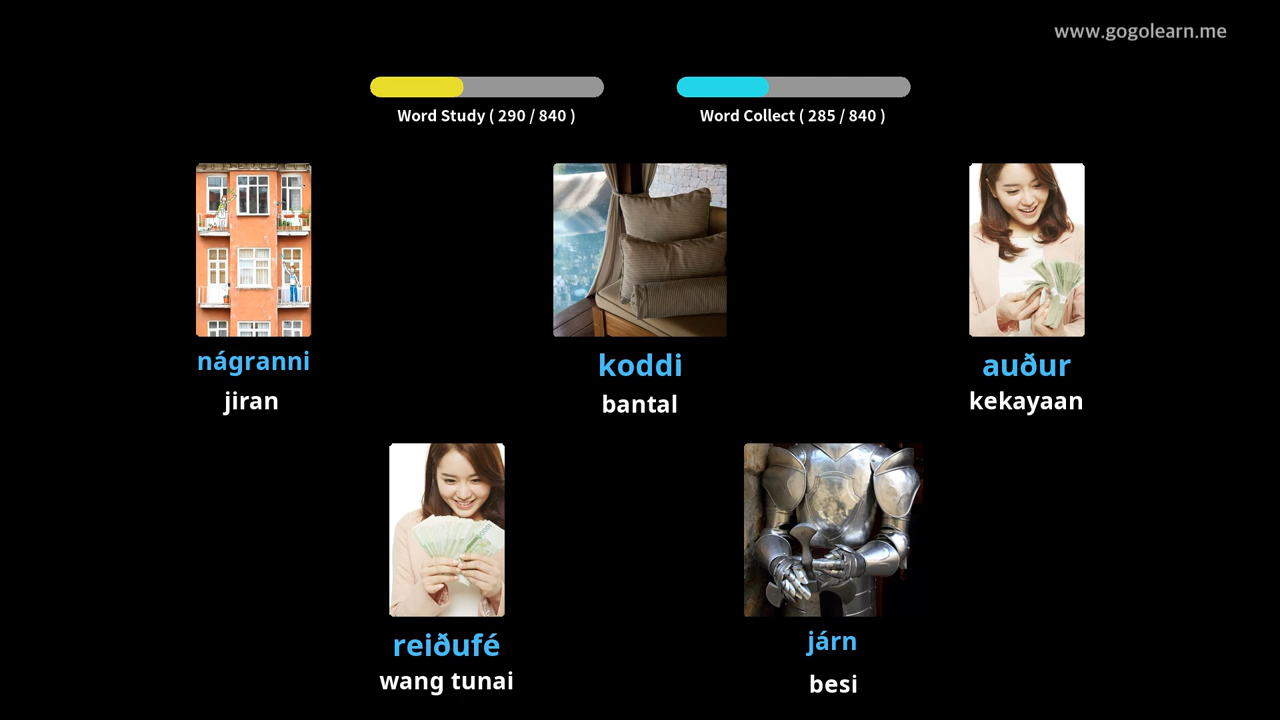 www.gogolearn.me
Word Study ( 290 / 840 )
Word Collect ( 285 / 840 )
nágranni
jiran
koddi
bantal
auður
kekayaan
reiðufé
wang tunai
járn
besi